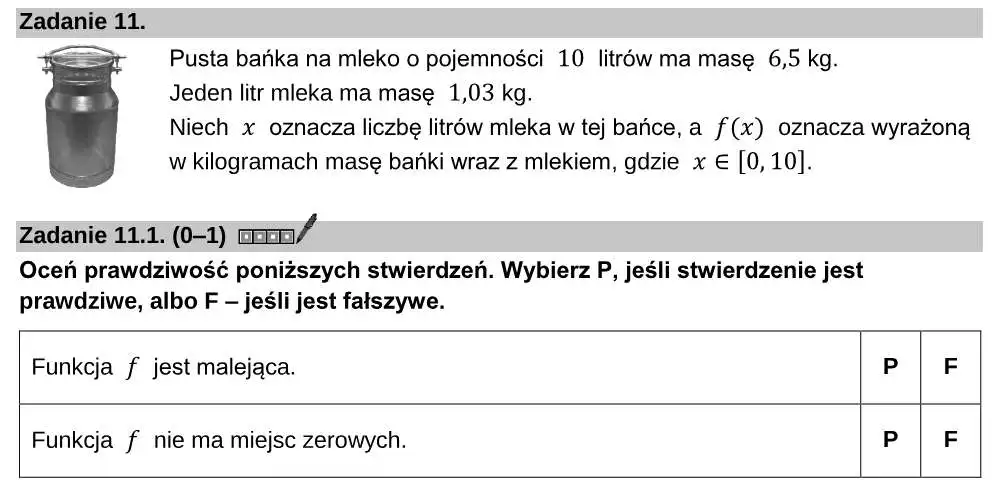 Zadanie 11.
Pusta bańka na mleko o pojemności 10 litrów ma masę 6,5 kg.
Jeden litr mleka ma masę 1,03 kg.
Niech x oznacza liczbę litrów mleka w tej bańce, a f(x) oznacza wyrażoną
w kilogramach masę bańki wraz z mlekiem, gdzie x ∈ [0, 10].
Zadanie 11.1. (0–1)
Oceń prawdziwość poniższych stwierdzeń. Wybierz P, jeśli stwierdzenie jest
prawdziwe, albo F – jeśli jest fałszywe.
Funkcja f jest malejąca. P F
Funkcja f nie ma miejsc zerowych. P F